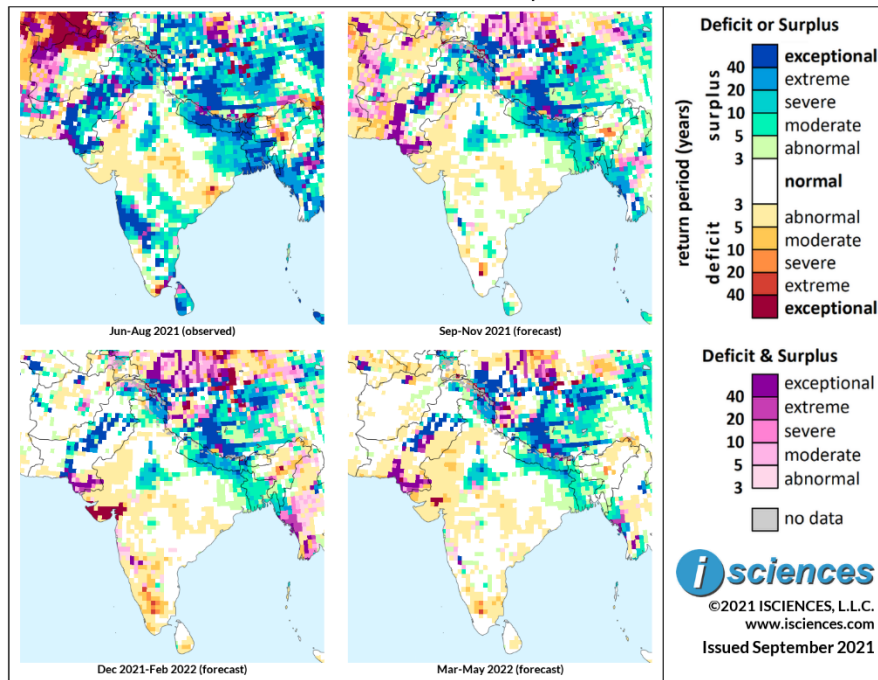 Jun-Aug 2021 (observed)
Sep-Nov 2021 (forecast)
Dec 2021-Feb 2022 (forecast)
Mar-May 2022 (forecast)
Deficit or Surplus
return period (years)
deficit surplus
40
20
10
5
3
3
5
10
20
40
exceptional
extreme
severe
moderate
abnormal
normal
abnormal
moderate
severe
extreme
exceptional
Deficit & Surplus
40
20
10
5
3
exceptional
extreme
severe
moderate
abnormal
no data
i sciences
©2021 ISCIENCES, L.L.C.
www.isciences.com
Issued September 2021